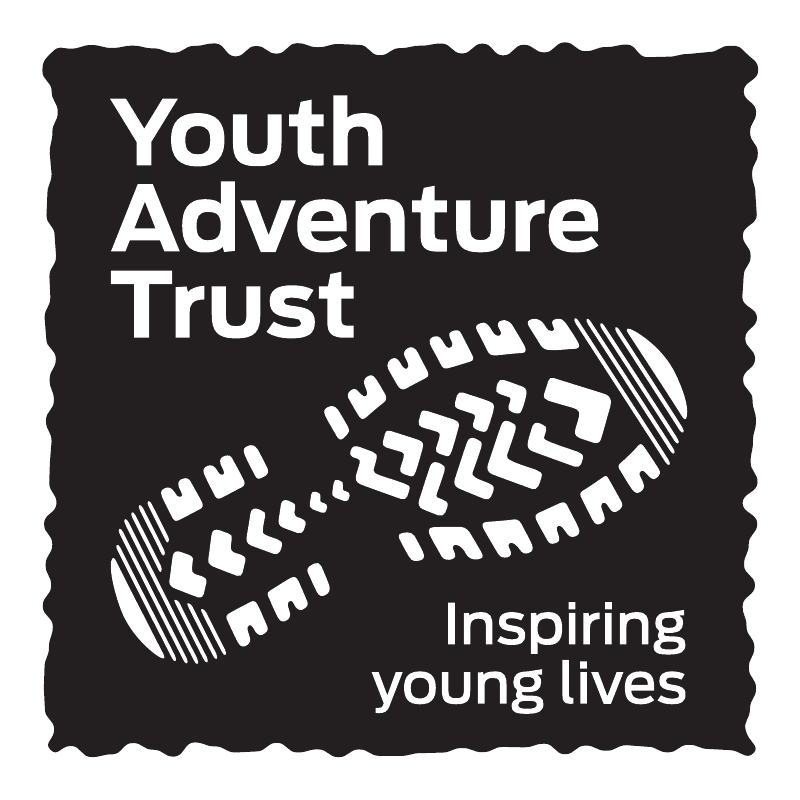 Youth
Adventure
Trust
Inspiring
young lives